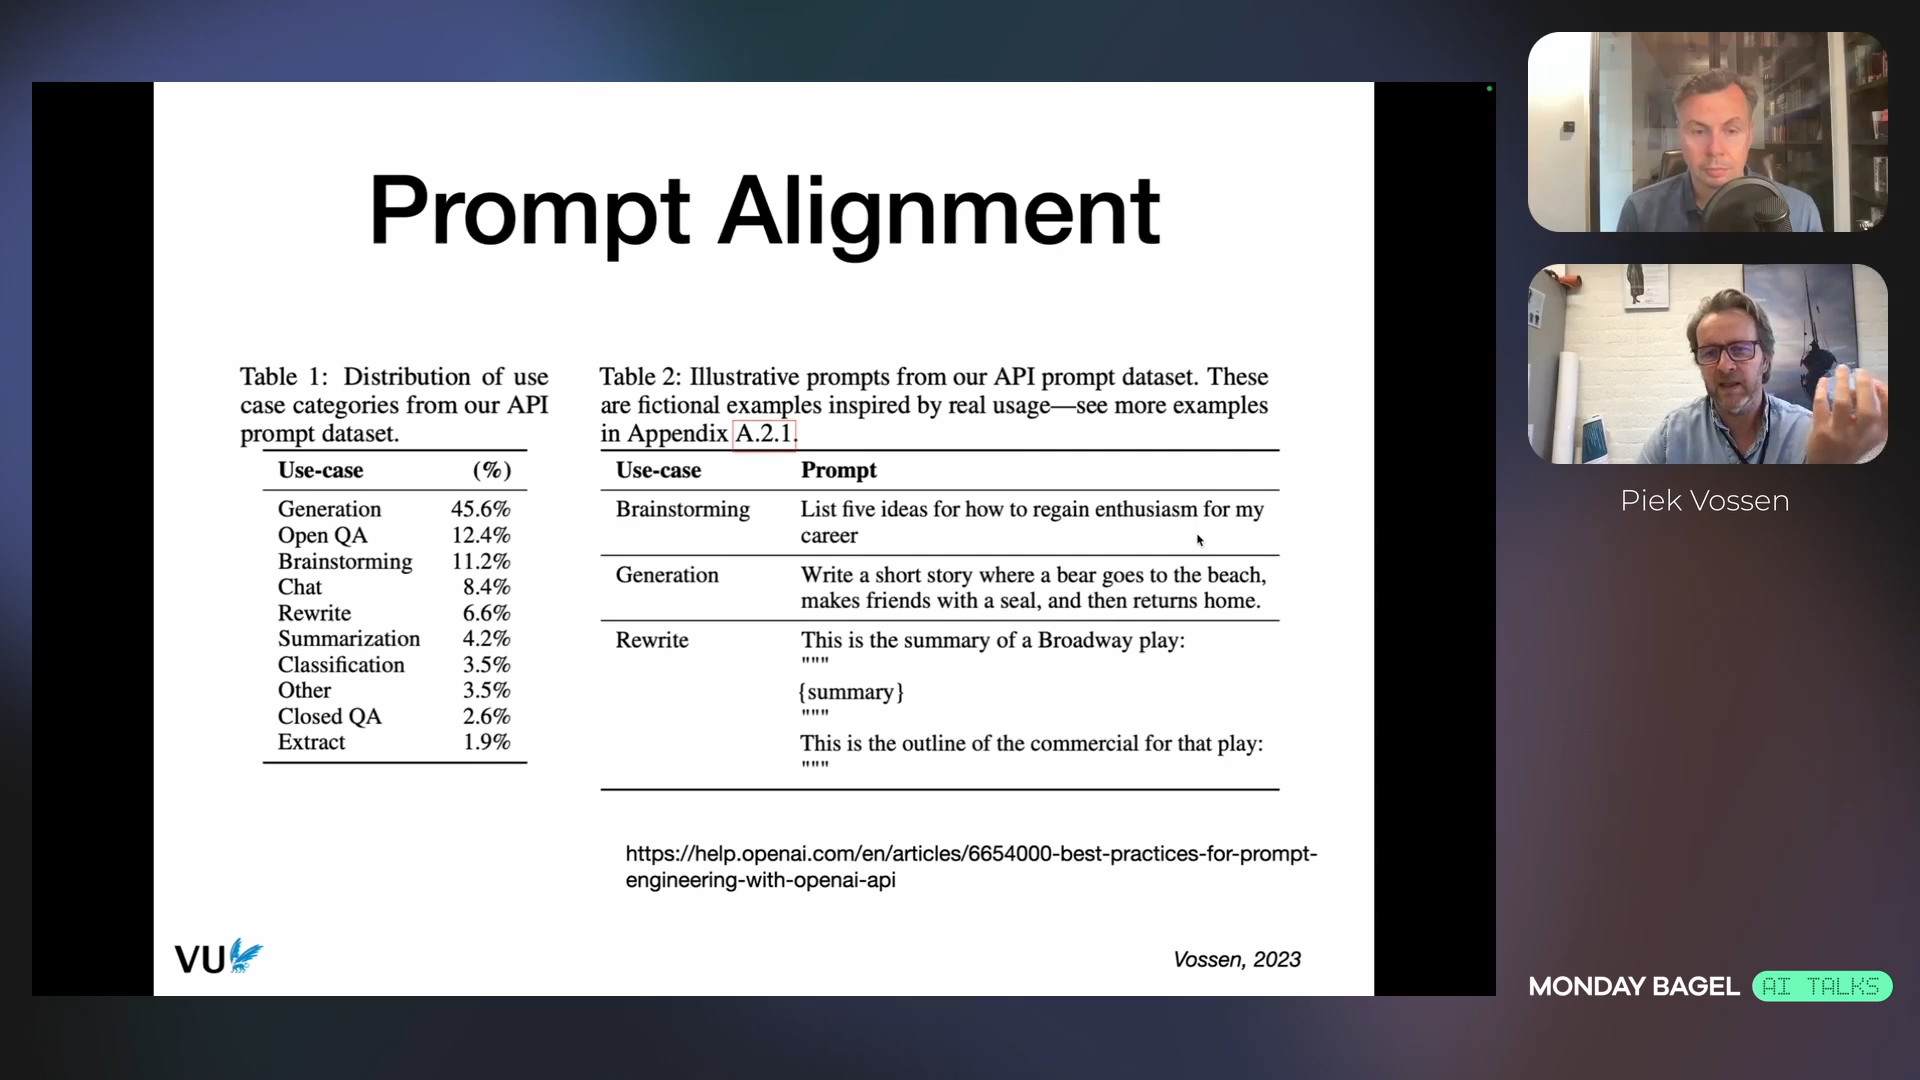 Prompt Alignment
Table 1: Distribution of use
case categories from our API
prompt dataset.
Use-case (%)
Generation 45.6%
Open QA 12.4%
Brainstorming 11.2%
Chat 8.4%
Rewrite 6.6%
Summarization 4.2%
Classification 3.5%
Other 3.5%
Closed QA 2.6%
Extract 1.9%
Table 2: Illustrative prompts from our API prompt dataset. These
are fictional examples inspired by real usage—see more examples
in Appendix A.2.1.
Use-case Prompt
Brainstorming List five ideas for how to regain enthusiasm for my
career
Generation Write a short story where a bear goes to the beach,
makes friends with a seal, and then returns home.
Rewrite This is the summary of a Broadway play:
"""
{summary}
"""
This is the outline of the commercial for that play:
"""
https://help.openai.com/en/articles/6654000-best-practices-for-prompt-
engineering-with-openai-api
VU
Vossen, 2023
Piek Vossen
MONDAY BAGEL AI TALKS